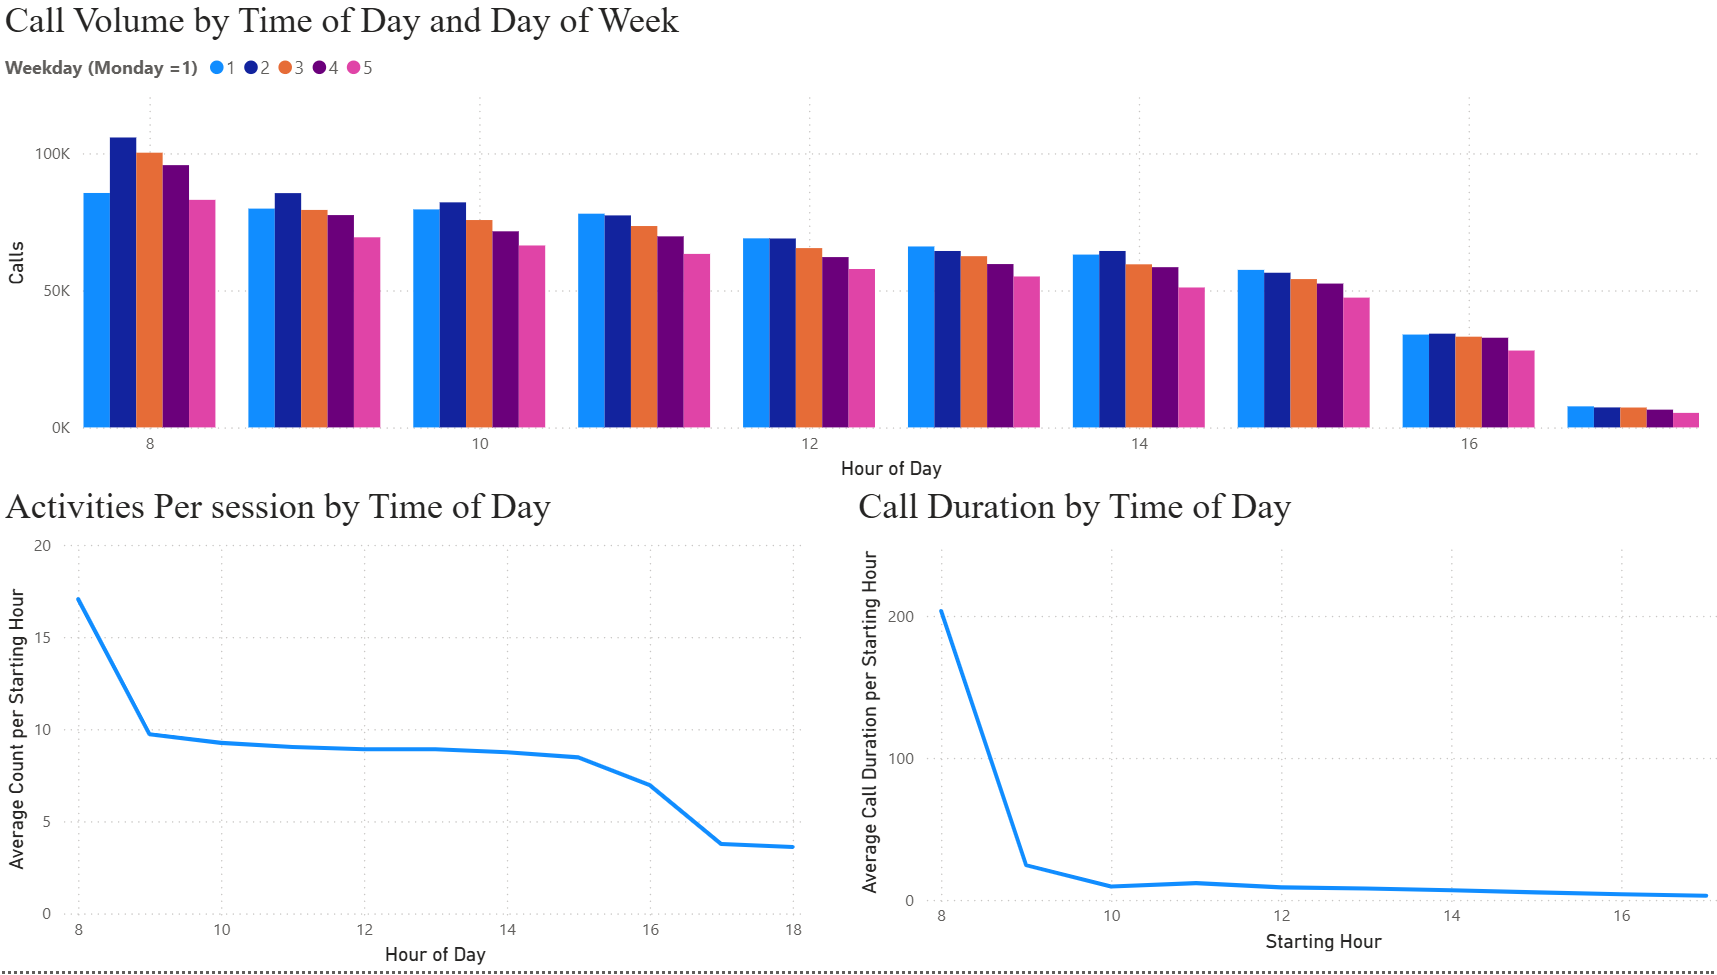 Call Volume by Time of Day and Day of Week
Weekday (Monday =1) 1 2 3 4 5
Calls
100K
50K
0K
8 10 12 14 16
Hour of Day
Activities Per session by Time of Day
Average Count per Starting Hour
20
15
10
5
0
8 10 12 14 16 18
Hour of Day
Call Duration by Time of Day
Average Call Duration per Starting Hour
200
100
0
8 10 12 14 16
Starting Hour